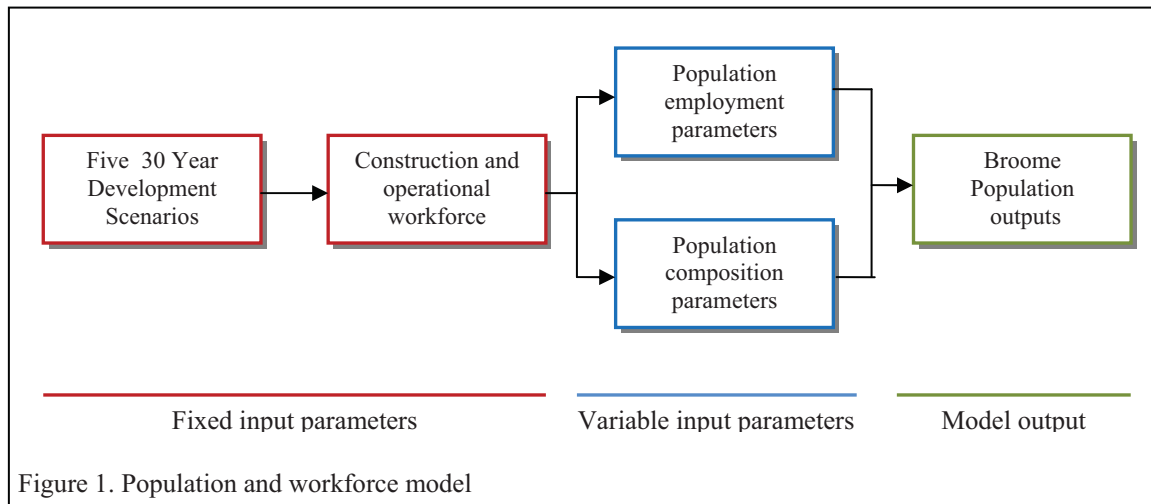 Five 30 Year
Development
Scenarios
Construction and
operational
workforce
Population
employment
parameters
Population
composition
parameters
Broome
Population
outputs
Fixed input parameters
Variable input parameters
Model output
Figure 1. Population and workforce model